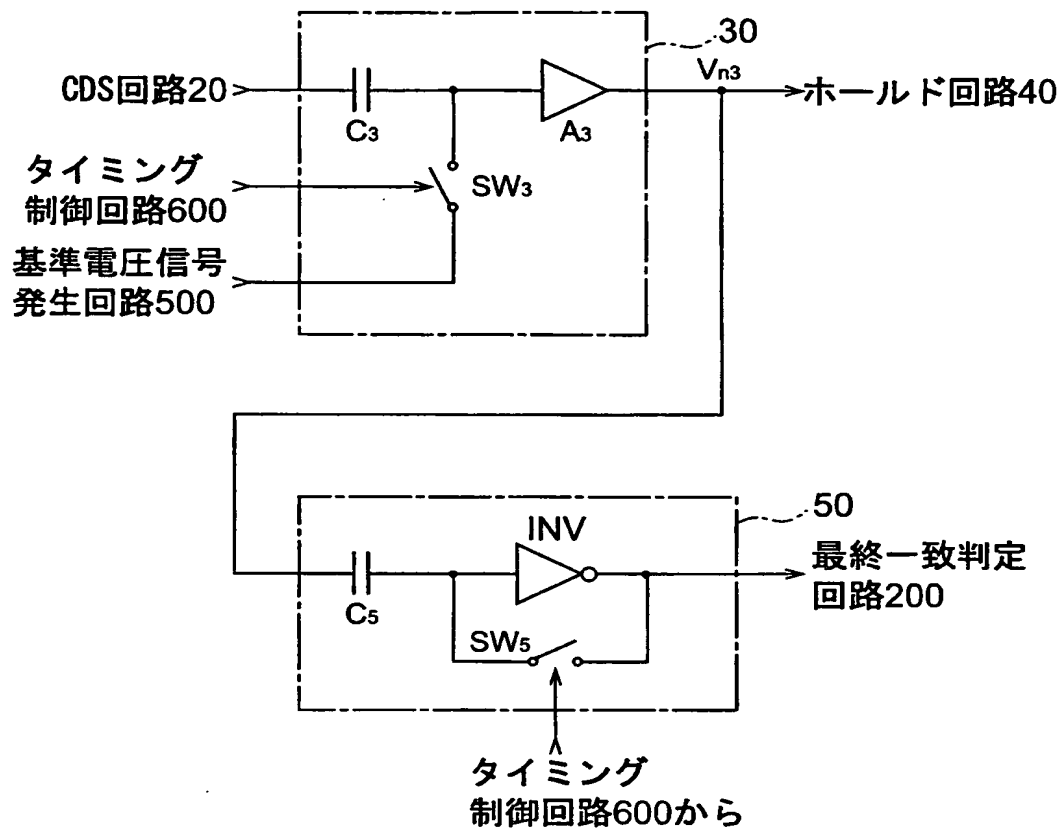 30
Vn3
CDS回路20
ホールド回路40
C3
A3
タイミング
制御回路600
SW3
基準電圧信号
発生回路500
50
INV
最終一致判定
回路200
C5
SW5
タイミング
制御回路600から